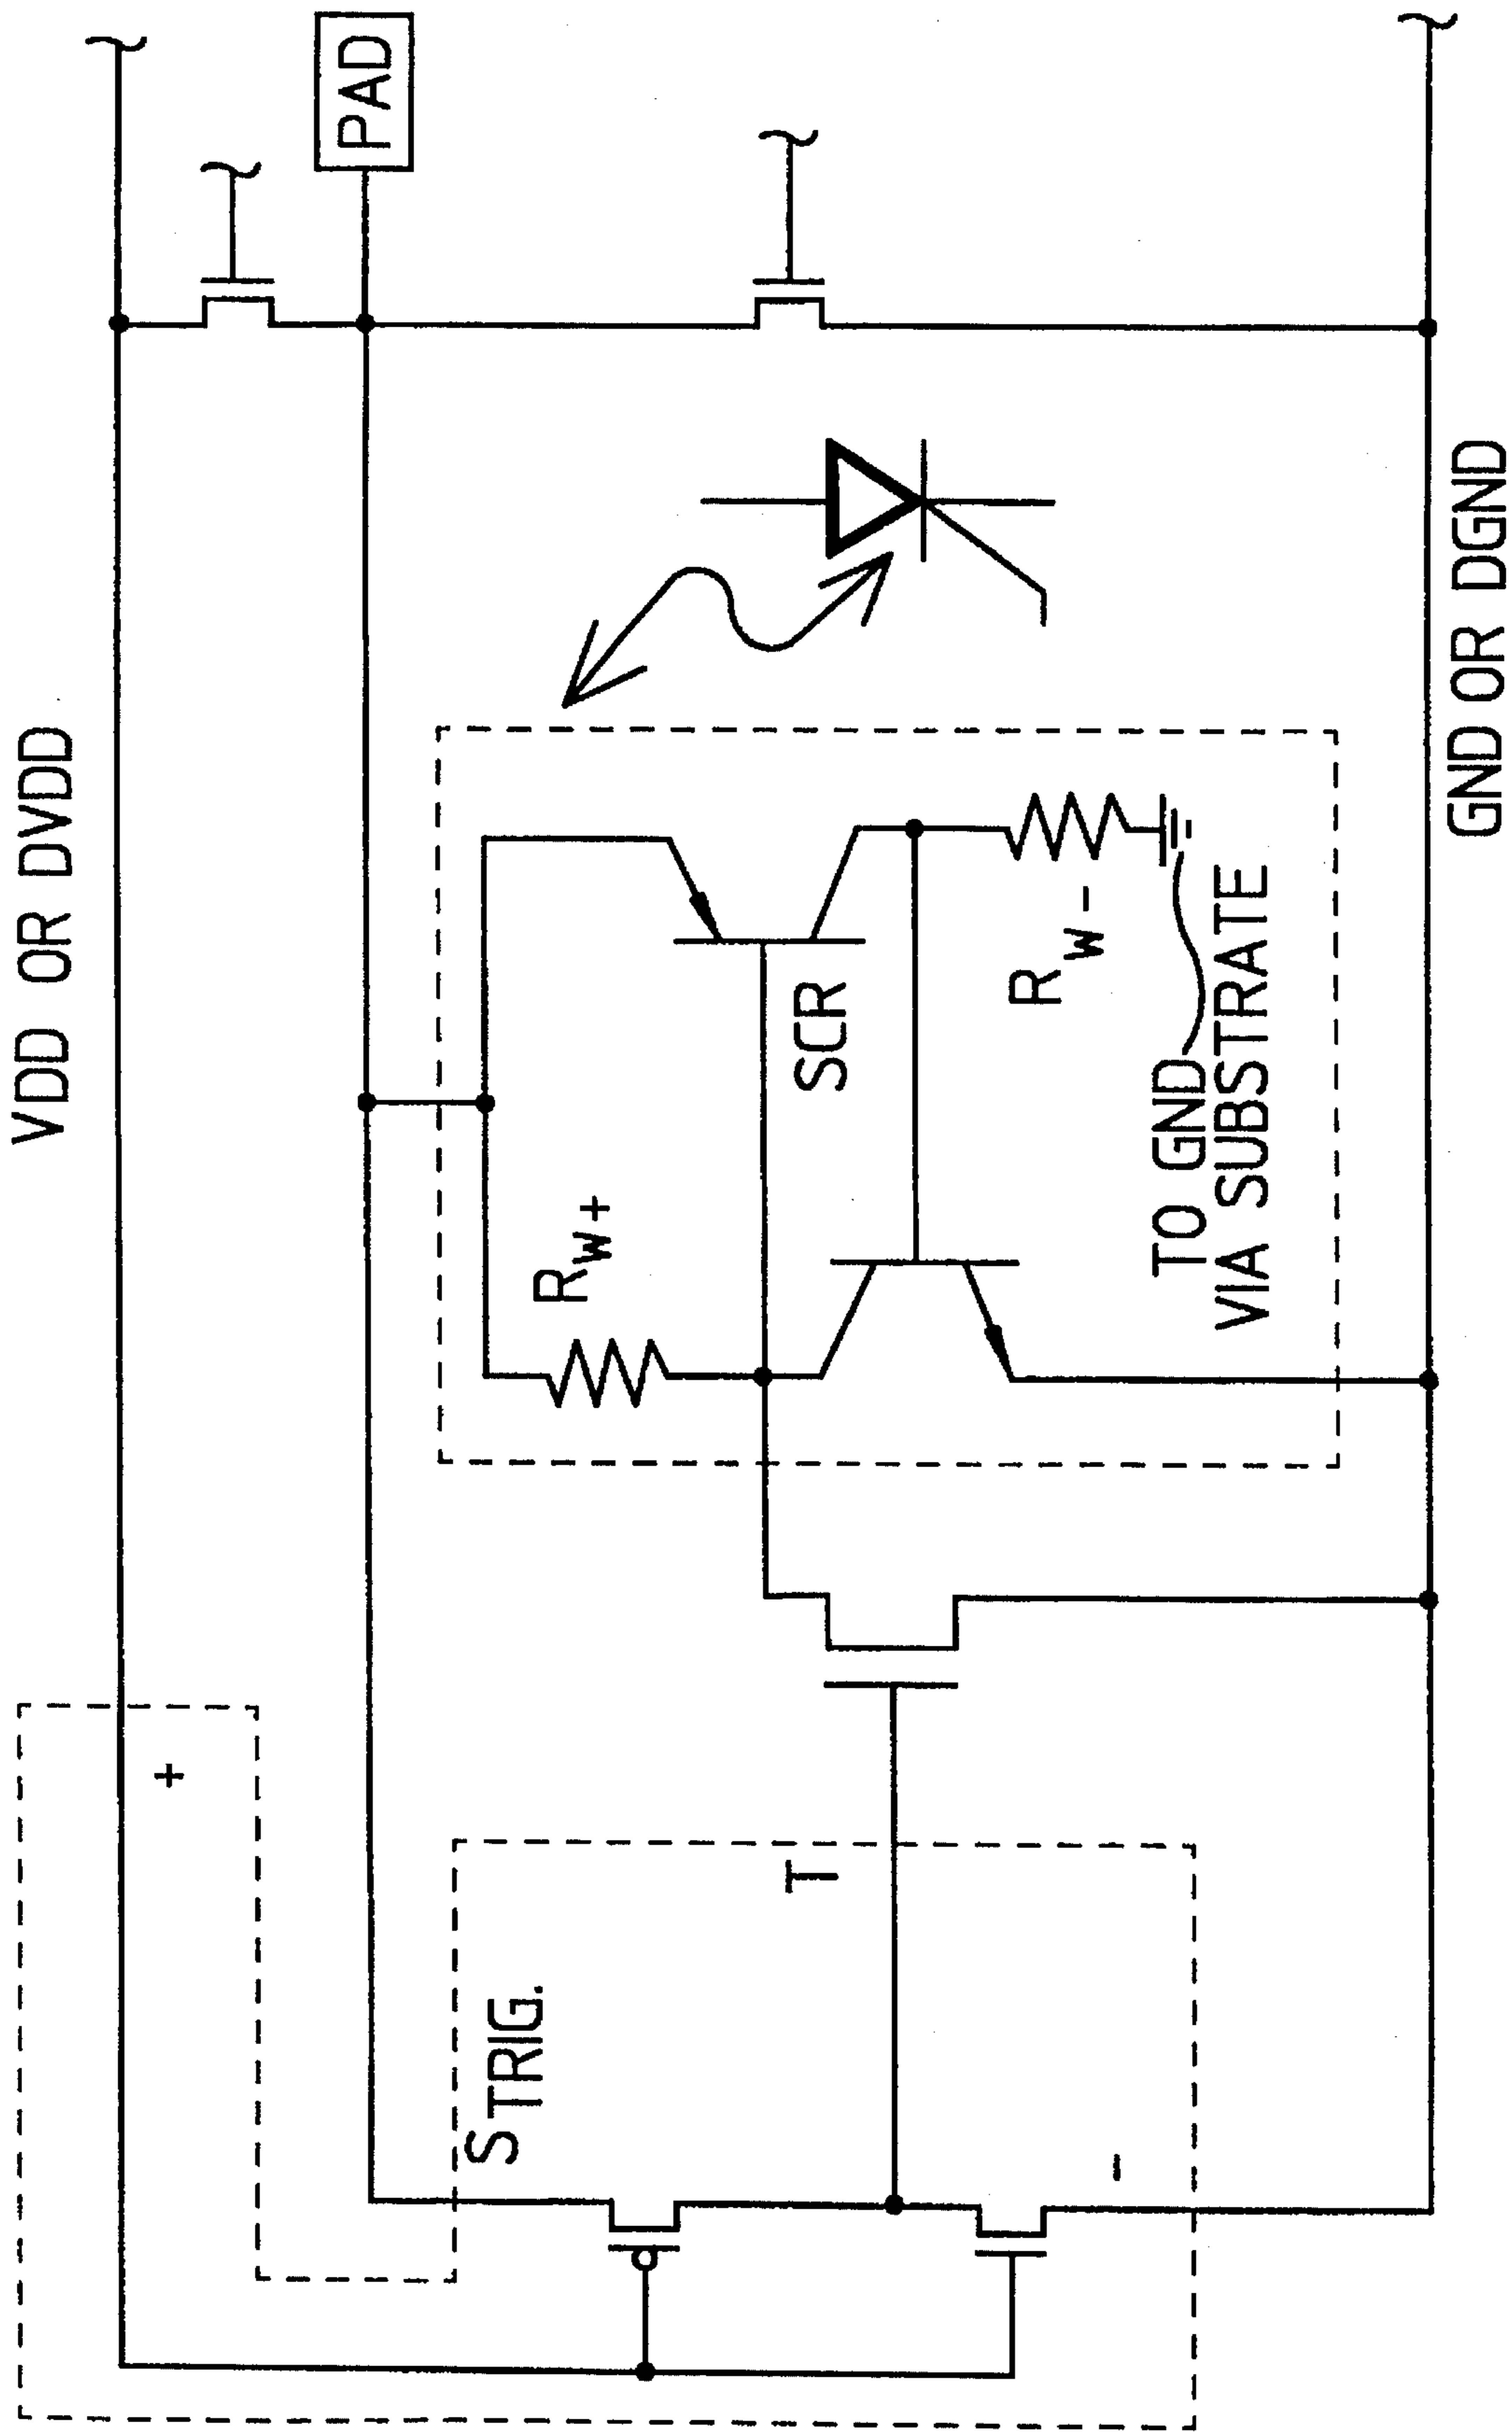 VDD OR DVDD
PAD
+
STRIG.
T
RW+
SCR
RW-
TO GND
VIA SUBSTRATE
-
GND OR DGND